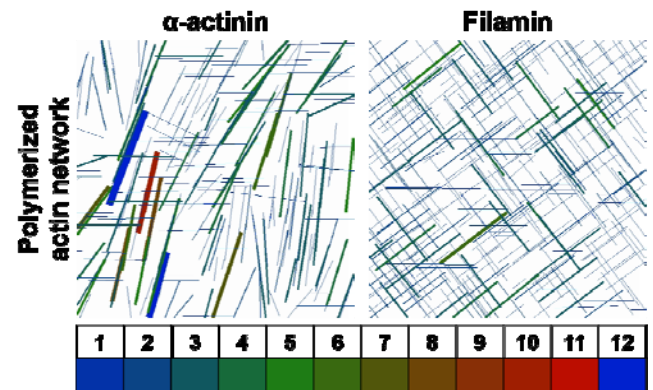 α-actinin
Filamin
Polymerized
actin network
1 2 3 4 5 6 7 8 9 10 11 12